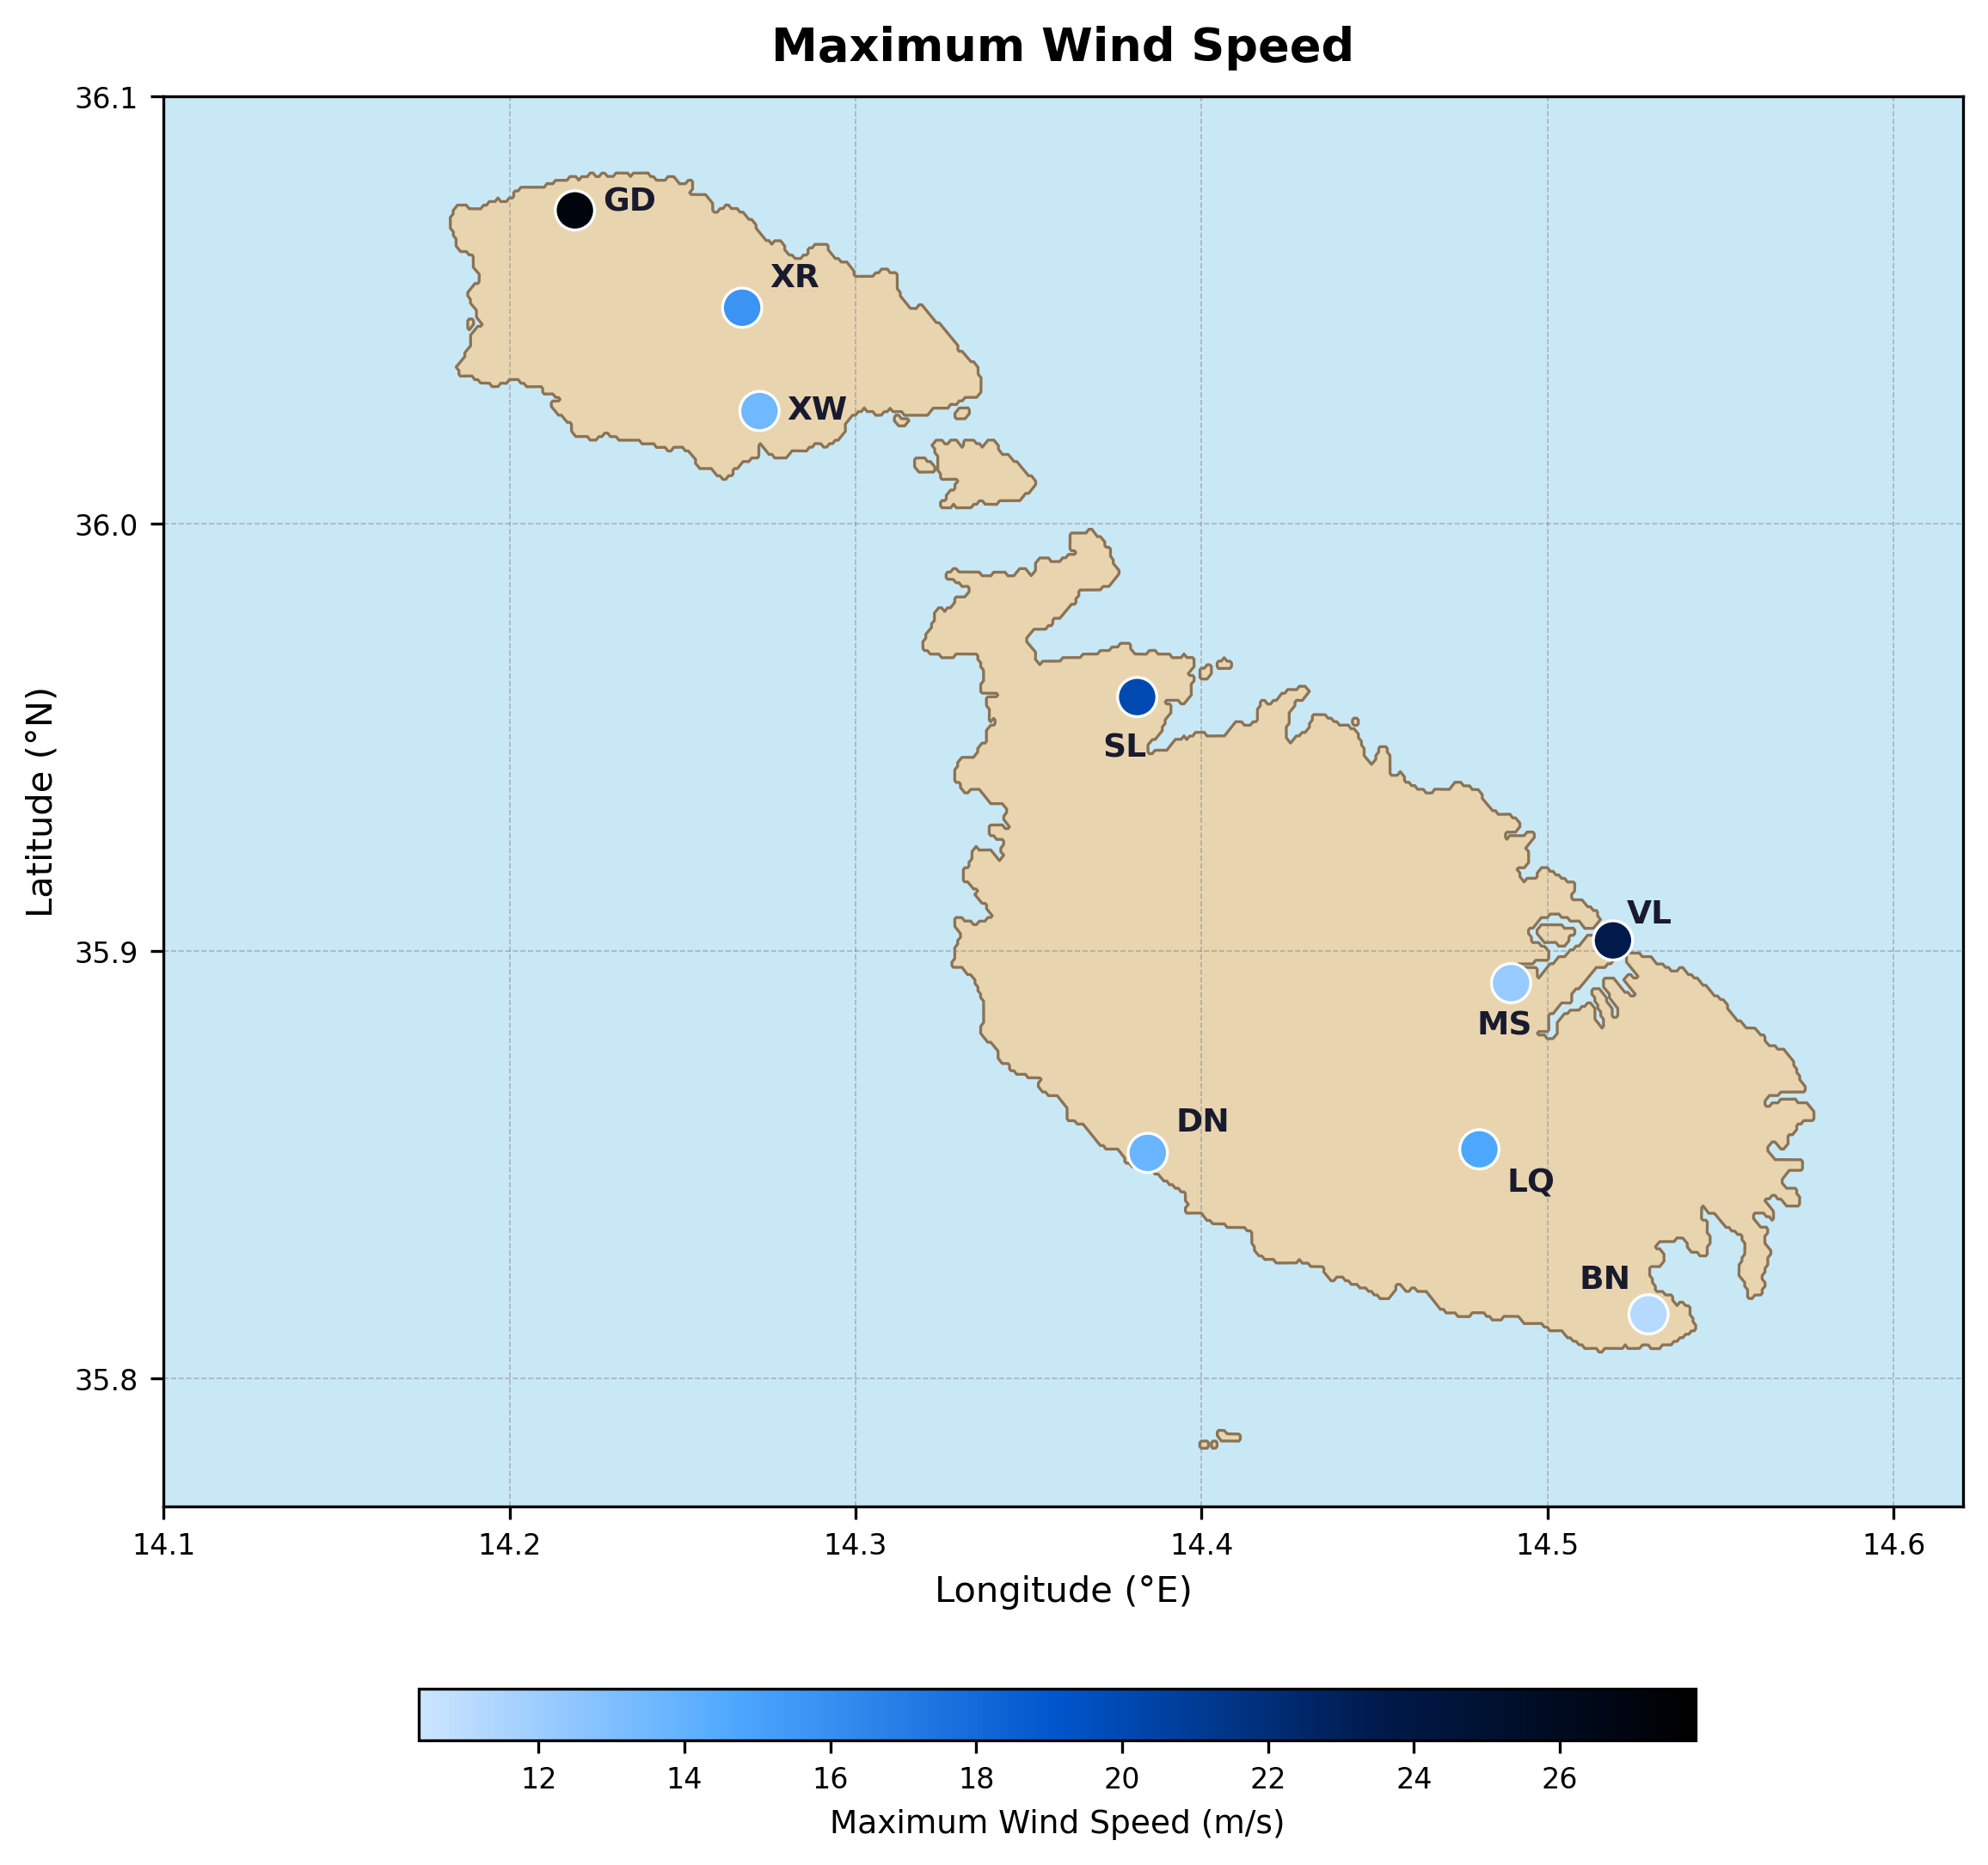 Maximum Wind Speed
36.1
GD
XR
XW
36.0
SL
35.9
VL
MS
DN
LQ
BN
35.8
Latitude (°N)
14.1 14.2 14.3 14.4 14.5 14.6
Longitude (°E)
12 14 16 18 20 22 24 26
Maximum Wind Speed (m/s)